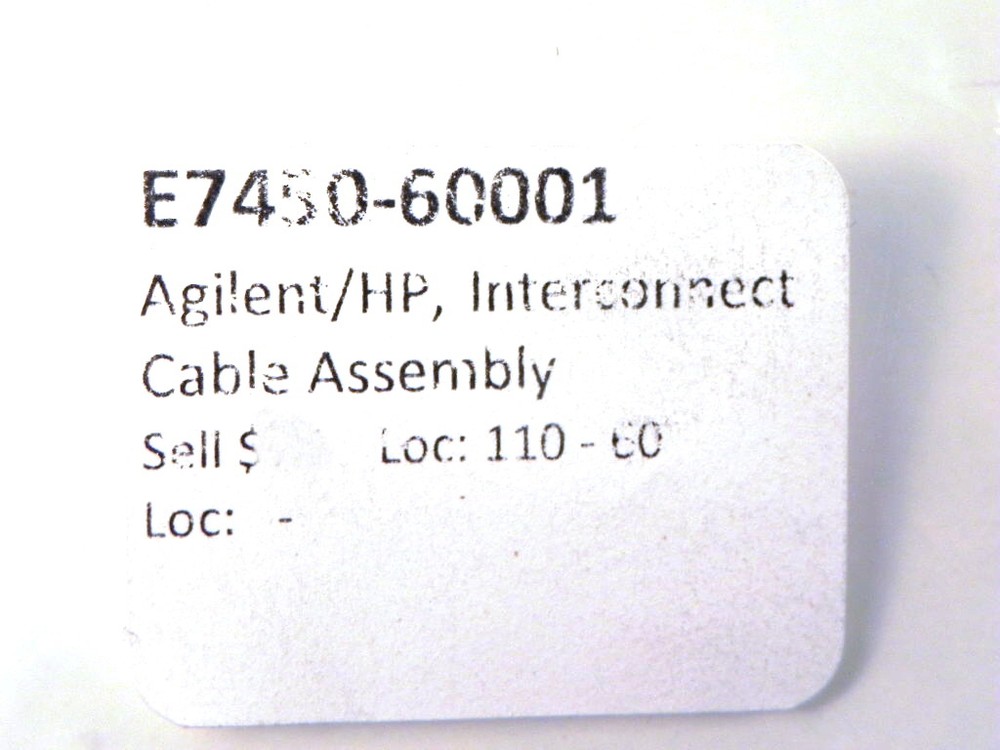 E7450-60001
Agilent/HP, Interconnect
Cable Assembly
Sell $ Loc: 110 - 60
Loc: -